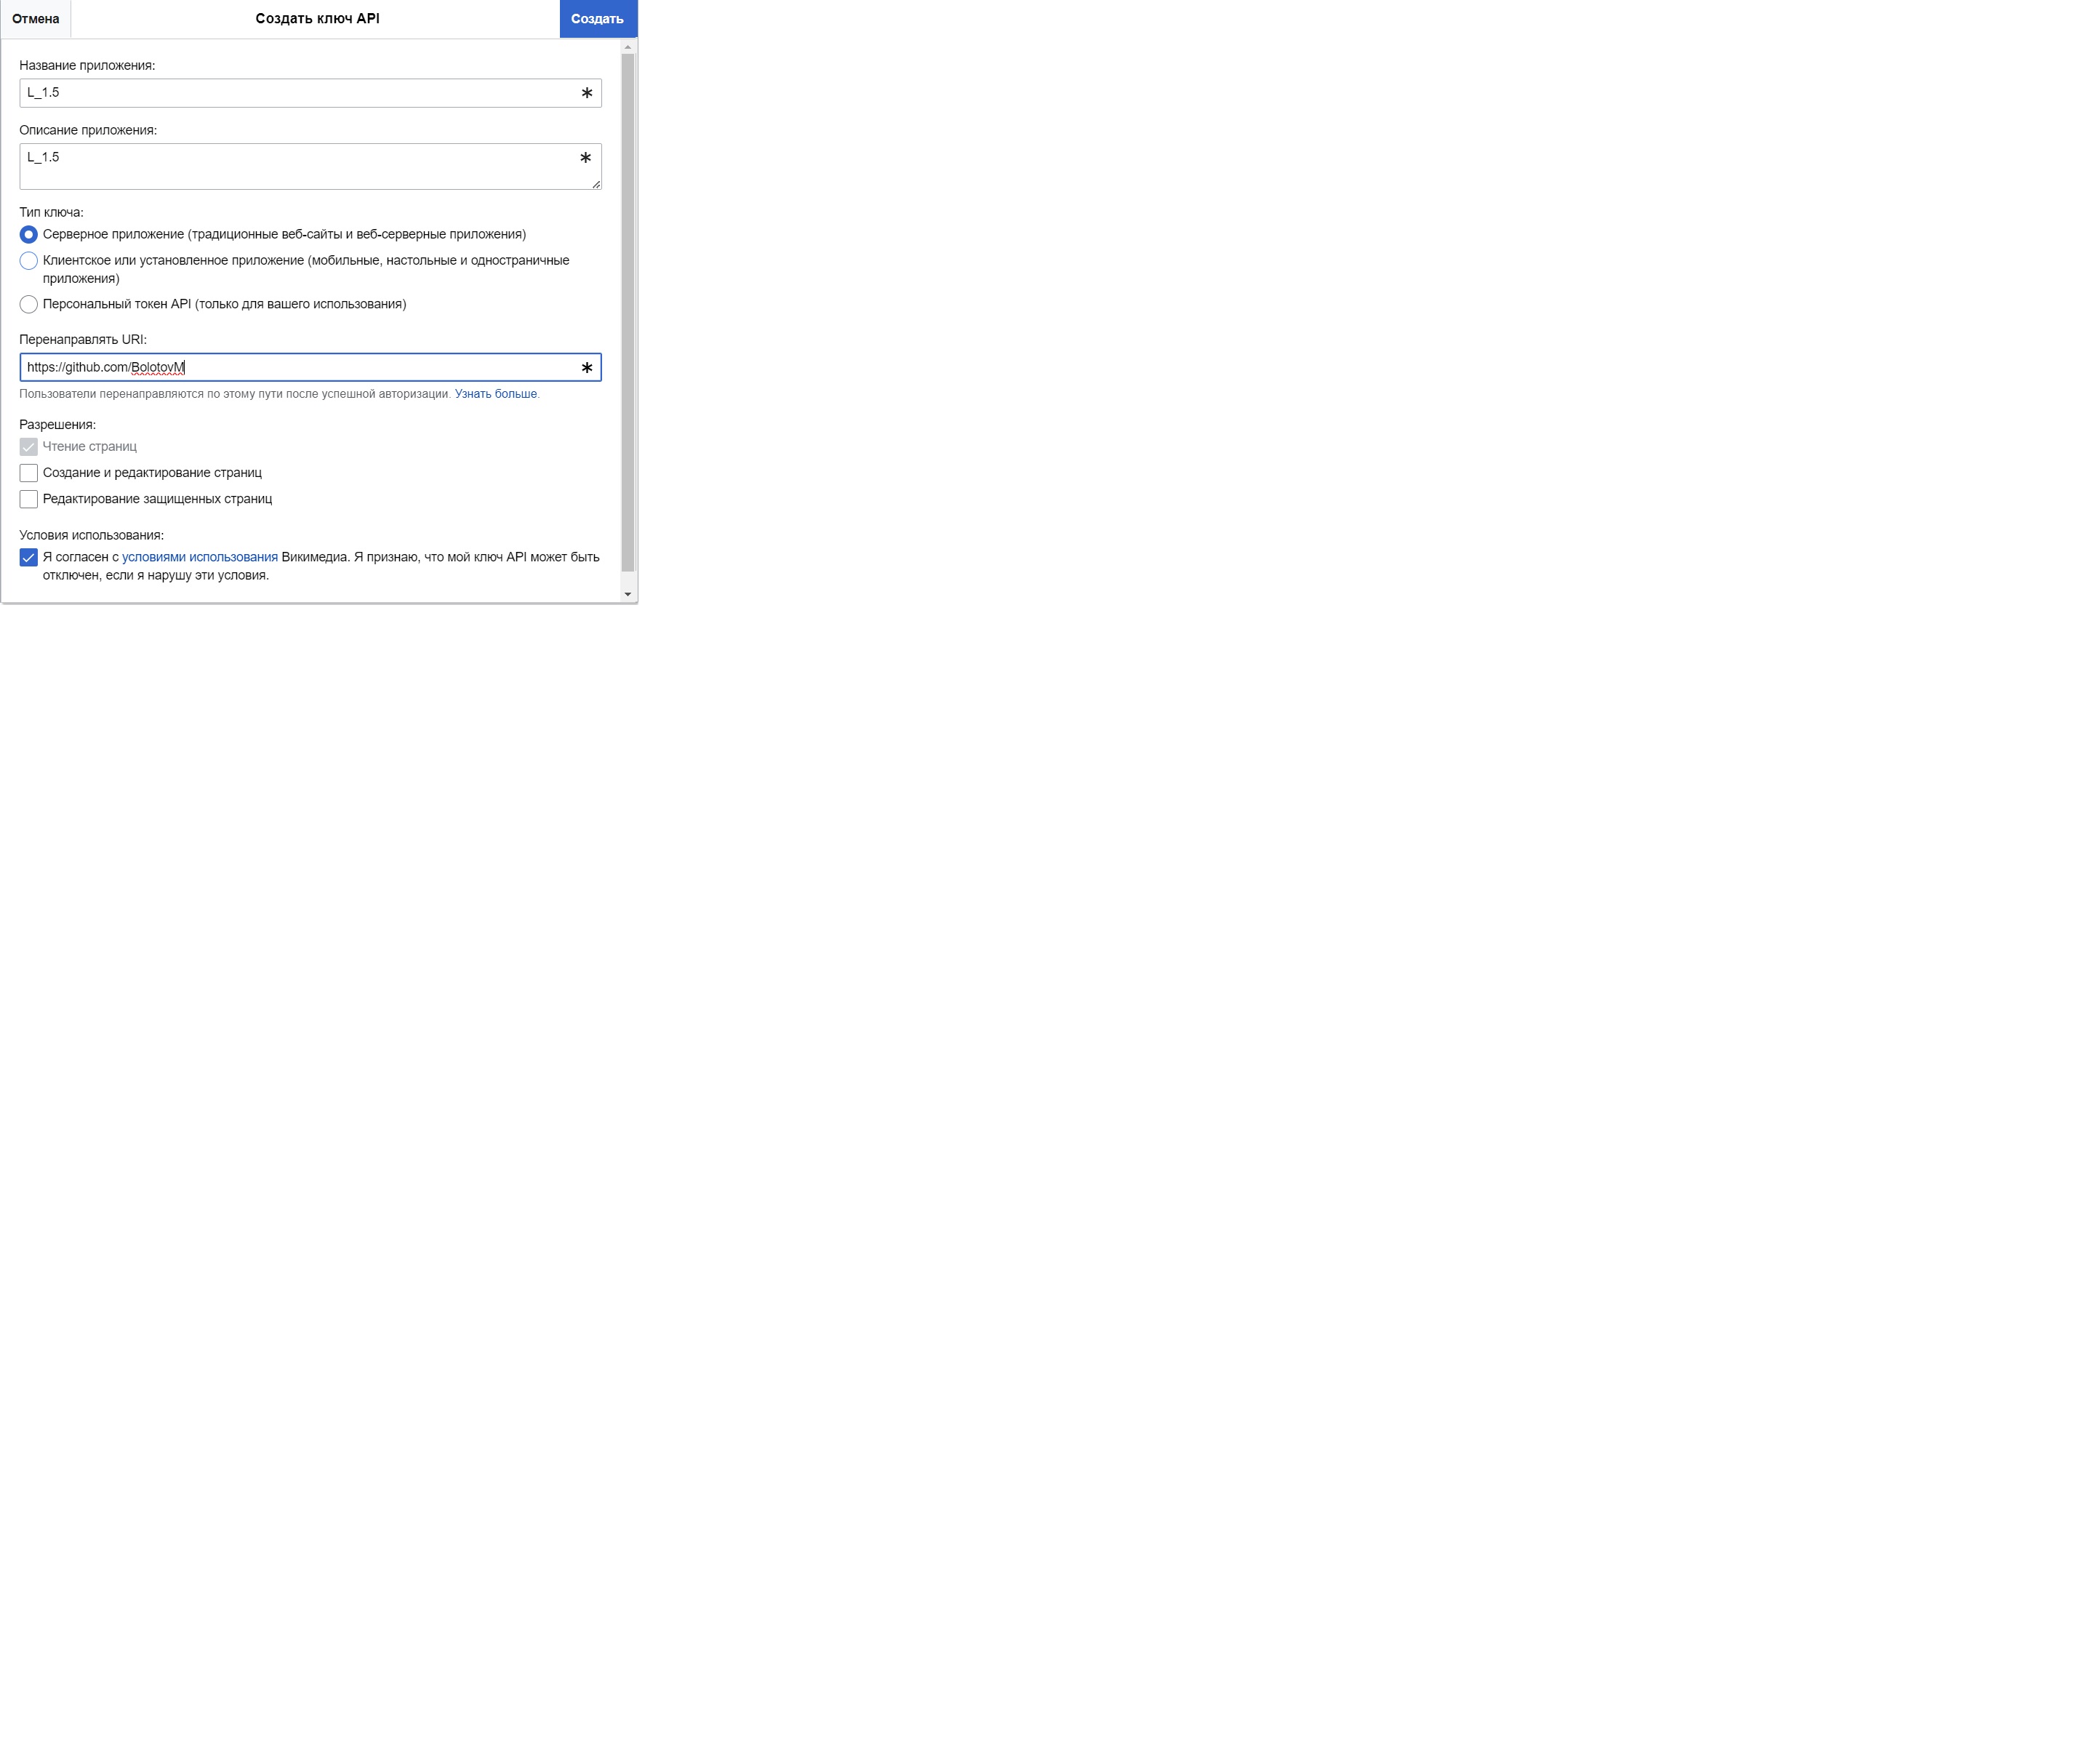 Отмена
Создать ключ API
Создать
Название приложения:
L_1.5
Описание приложения:
L_1.5
Тип ключа:
Серверное приложение (традиционные веб-сайты и веб-серверные приложения)
Клиентское или установленное приложение (мобильные, настольные и одностраничные
приложения)
Персональный токен API (только для вашего использования)
Перенаправлять URI:
https://github.com/BolotovM
Пользователи перенаправляются по этому пути после успешной авторизации. Узнать больше.
Разрешения:
Чтение страниц
Создание и редактирование страниц
Редактирование защищенных страниц
Условия использования:
Я согласен с условиями использования Викимедиа. Я признаю, что мой ключ API может быть
отключен, если я нарушу эти условия.